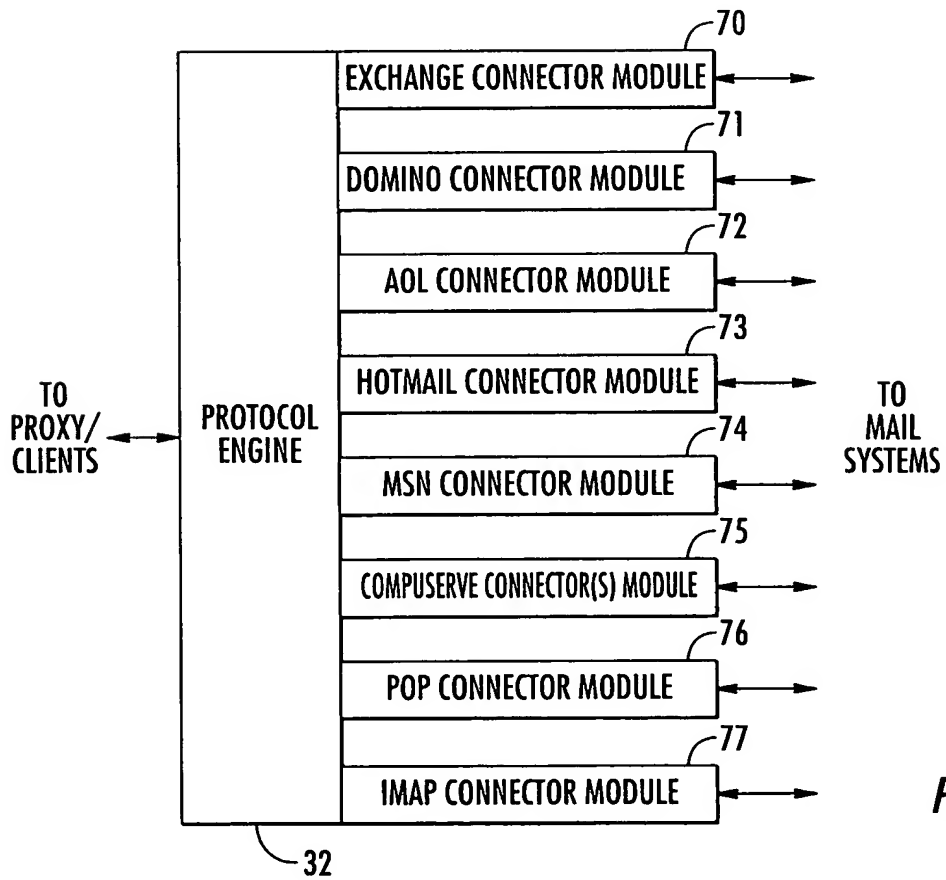 70
EXCHANGE CONNECTOR MODULE
71
DOMINO CONNECTOR MODULE
72
AOL CONNECTOR MODULE
73
HOTMAIL CONNECTOR MODULE
TO
PROXY/
CLIENTS
PROTOCOL
ENGINE
TO
MAIL
SYSTEMS
74
MSN CONNECTOR MODULE
75
COMPUSERVE CONNECTOR(S) MODULE
76
POP CONNECTOR MODULE
77
IMAP CONNECTOR MODULE
32